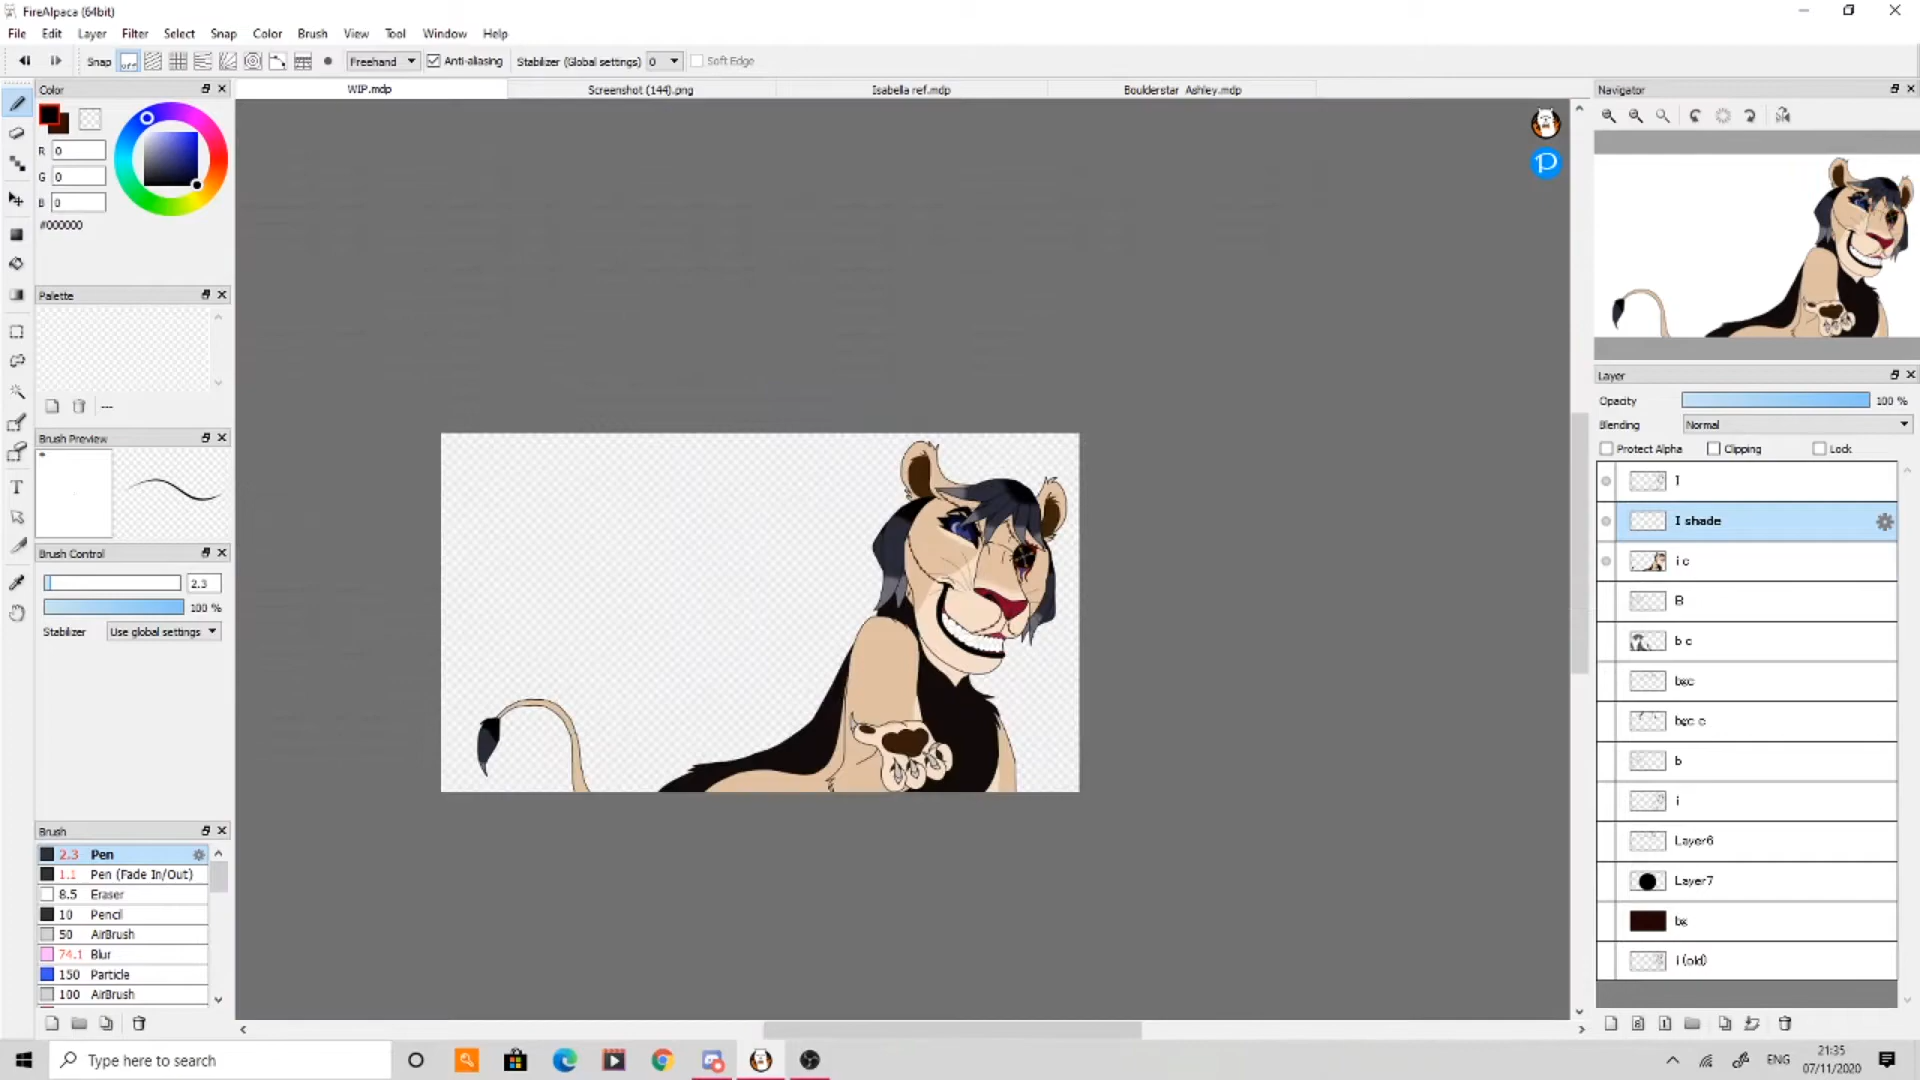 FireAlpaca (64bit)
File Edit Layer Filter Select Snap Color Brush View Tool Window Help
Snap off Freehand Anti-aliasing Stabilizer (Global settings) 0 Soft Edge
Color
WIP.mdp Screenshot (144).png Isabella ref.mdp Boulderstar Ashley.mdp
Navigator
R 0
G 0
B 0
#000000
Palette
---
Brush Preview
Brush Control
2.3
100 %
Stabilizer Use global settings
Brush
2.3 Pen
1.1 Pen (Fade In/Out)
8.5 Eraser
10 Pencil
50 AirBrush
74.1 Blur
150 Particle
100 AirBrush
Layer
Opacity 100 %
Blending Normal
Protect Alpha Clipping Lock
I
I shade
i c
B
b c
bgc
bgc c
b
i
Layer6
Layer7
bg
i (old)
Type here to search
ENG
21:35
07/11/2020